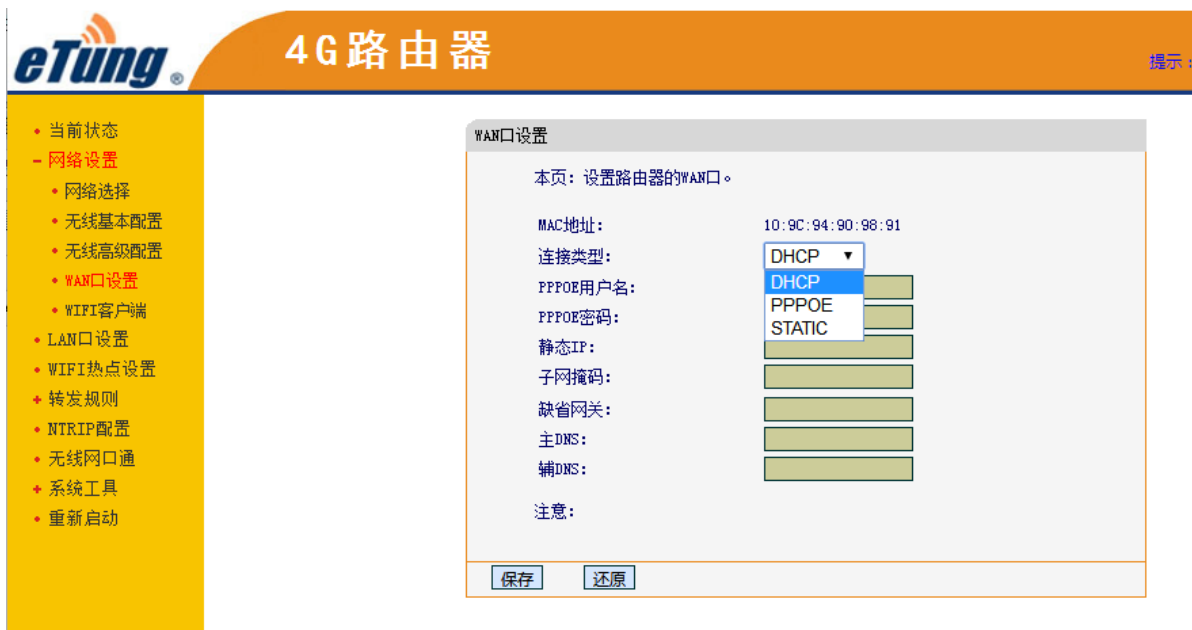 eTung®
4G路由器
提示：
当前状态
网络设置
网络选择
无线基本配置
无线高级配置
WAN口设置
WIFI客户端
LAN口设置
WIFI热点设置
转发规则
NTRIP配置
无线网口通
系统工具
重新启动
WAN口设置
本页：设置路由器的WAN口。
MAC地址： 10:9C:94:90:98:91
连接类型： DHCP
DHCP
PPPOE
STATIC
PPPOE用户名：
PPPOE密码：
静态IP：
子网掩码：
缺省网关：
主DNS：
辅DNS：
注意：
保存 还原